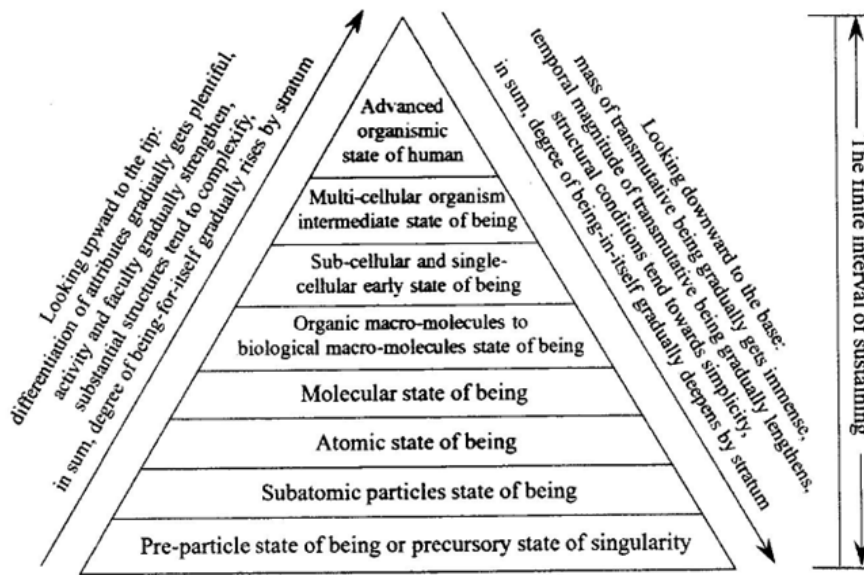 Looking upward to the tip:
differentiation of attributes gradually gets plentiful,
activity and faculty gradually strengthen,
substantial structures tend to complexify,
in sum, degree of being-for-itself gradually rises by stratum
Advanced
organismic
state of human
Multi-cellular organism
intermediate state of being
Sub-cellular and single-
cellular early state of being
Organic macro-molecules to
biological macro-molecules state of being
Molecular state of being
Atomic state of being
Subatomic particles state of being
Pre-particle state of being or precursory state of singularity
Looking downward to the base:
mass of transmutative being gradually gets immense,
temporal magnitude of transmutative being gradually lengthens,
structural conditions tend towards simplicity,
in sum, degree of being-in-itself gradually deepens by stratum
The finite interval of sustaining